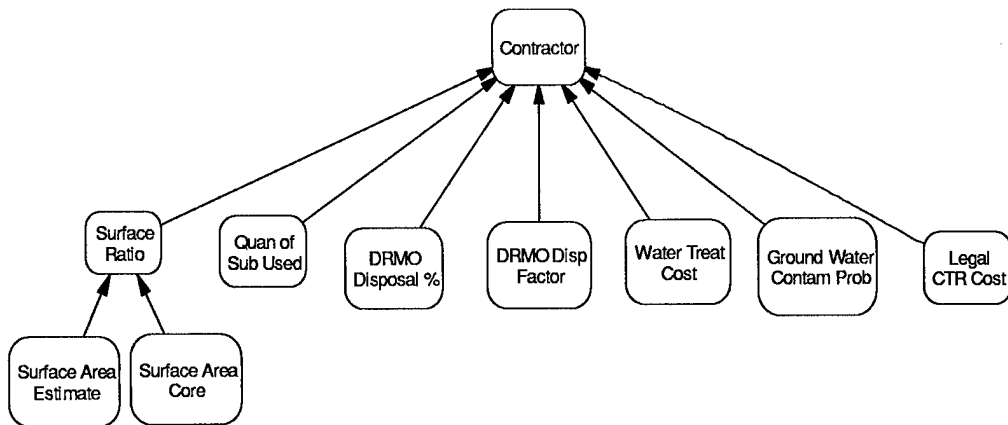 Contractor
Surface
Ratio
Quan of
Sub Used
DRMO
Disposal %
DRMO Disp
Factor
Water Treat
Cost
Ground Water
Contam Prob
Legal
CTR Cost
Surface Area
Estimate
Surface Area
Core